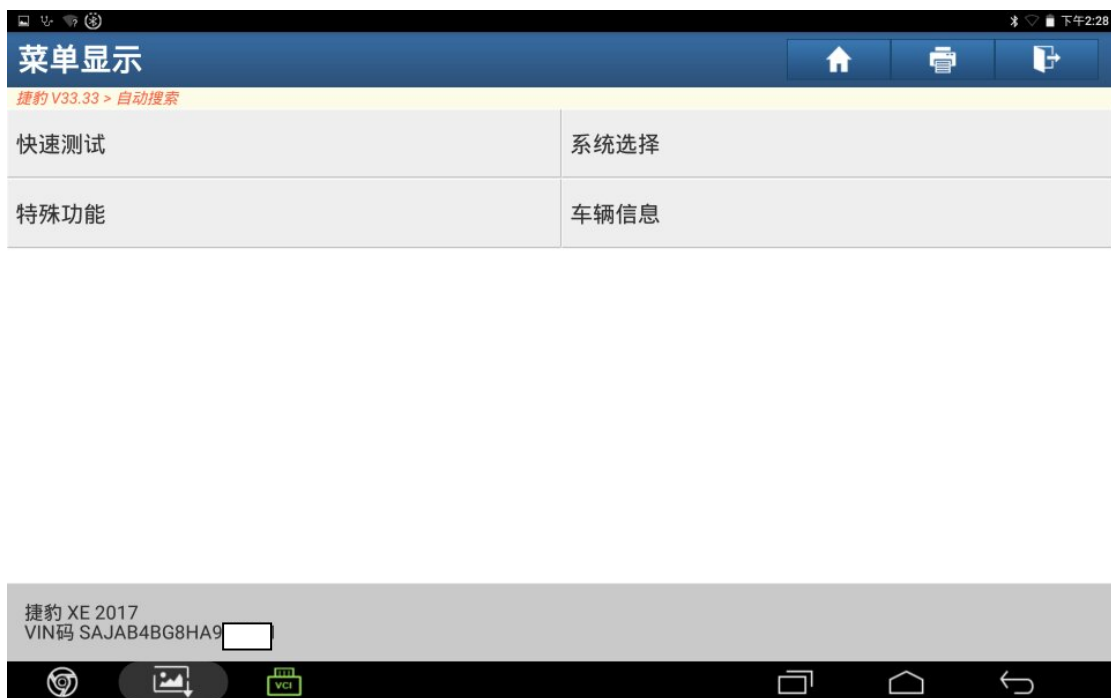 下午2:28
菜单显示
捷豹 V33.33 > 自动搜索
快速测试
系统选择
特殊功能
车辆信息
捷豹 XE 2017
VIN码 SAJAB4BG8HA9
VCI